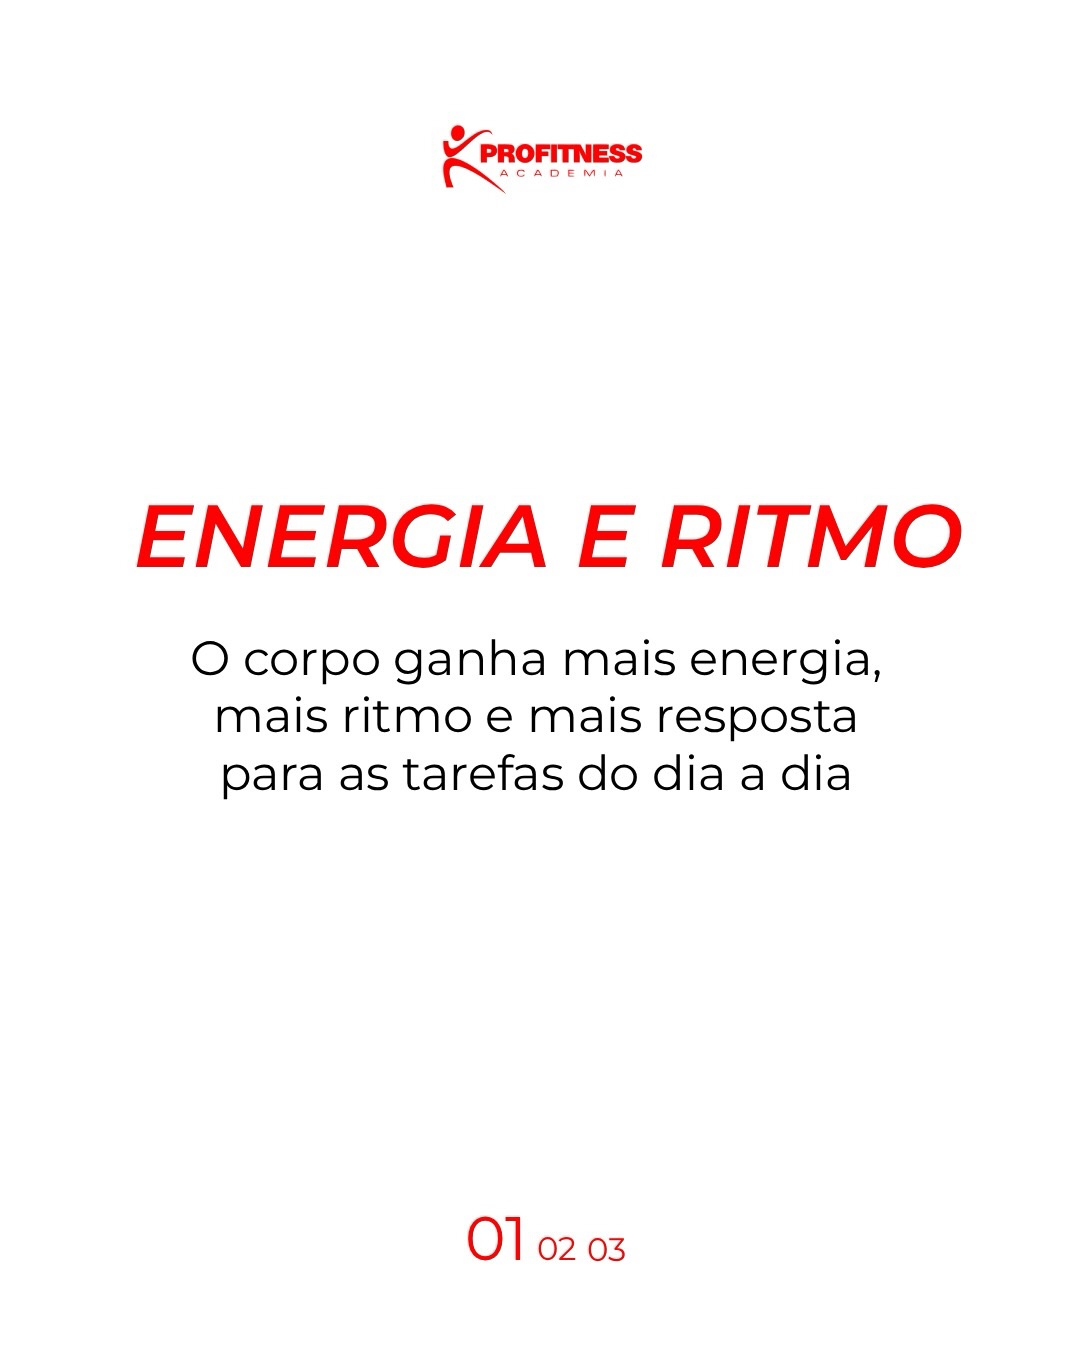 PROFITNESS
ACADEMIA
ENERGIA E RITMO
O corpo ganha mais energia,
mais ritmo e mais resposta
para as tarefas do dia a dia
01 02 03